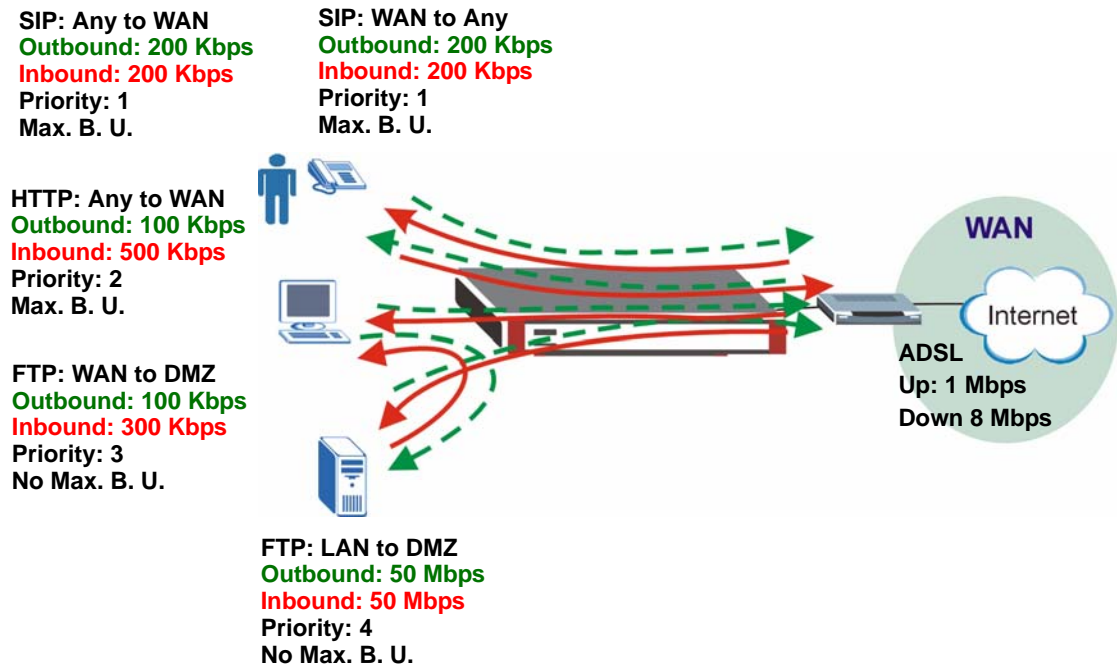 SIP: Any to WAN
Outbound: 200 Kbps
Inbound: 200 Kbps
Priority: 1
Max. B. U.
SIP: WAN to Any
Outbound: 200 Kbps
Inbound: 200 Kbps
Priority: 1
Max. B. U.
HTTP: Any to WAN
Outbound: 100 Kbps
Inbound: 500 Kbps
Priority: 2
Max. B. U.
WAN
Internet
ADSL
Up: 1 Mbps
Down 8 Mbps
FTP: WAN to DMZ
Outbound: 100 Kbps
Inbound: 300 Kbps
Priority: 3
No Max. B. U.
FTP: LAN to DMZ
Outbound: 50 Mbps
Inbound: 50 Mbps
Priority: 4
No Max. B. U.